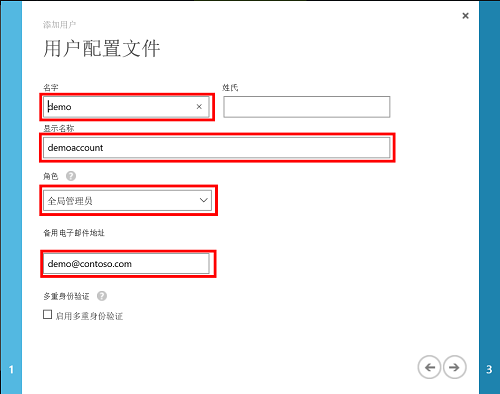 添加用户
用户配置文件
名字 姓氏
demo
显示名称
demoaccount
角色 ?
全局管理员
备用电子邮件地址
demo@contoso.com
多重身份验证 ?
启用多重身份验证
1 3